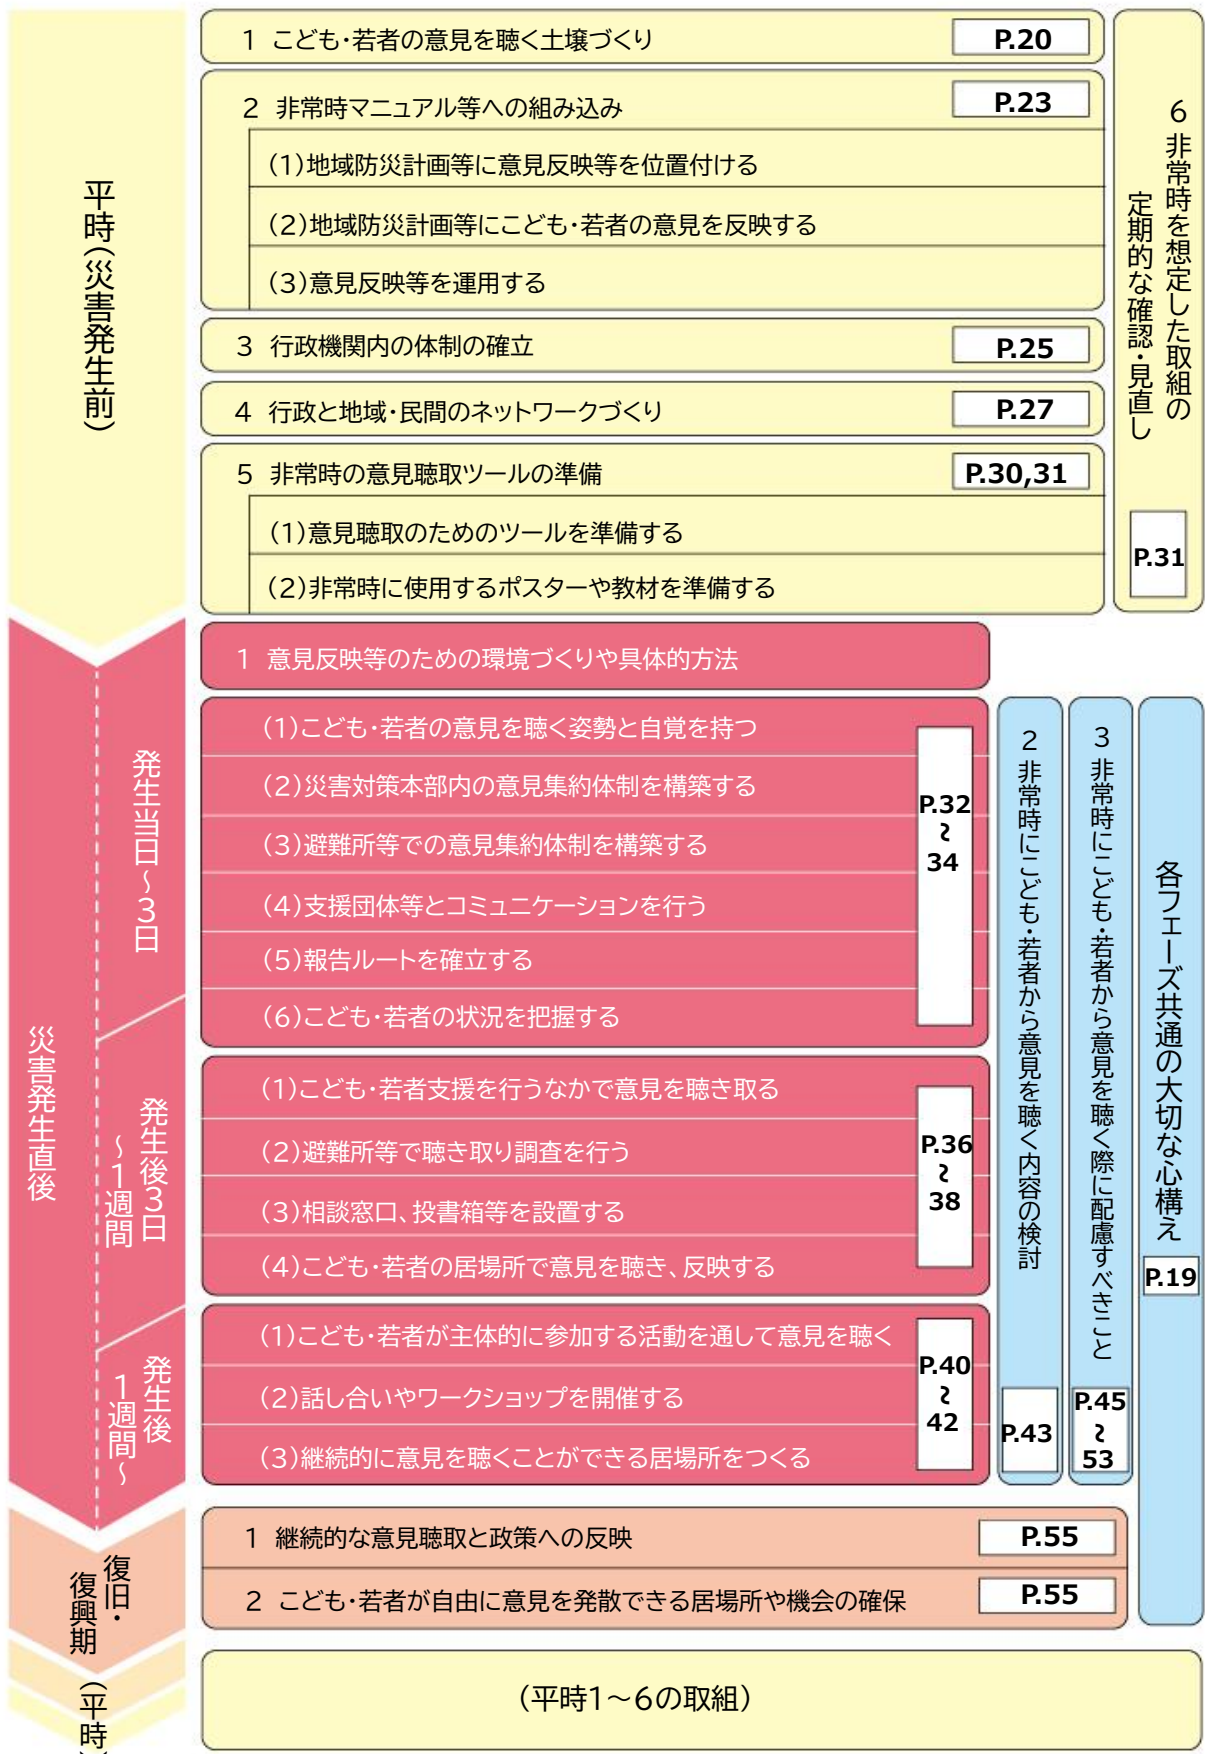 平時（災害発生前）
1 こども・若者の意見を聴く土壌づくり
P.20
2 非常時マニュアル等への組み込み
P.23
（1）地域防災計画等に意見反映等を位置付ける
（2）地域防災計画等にこども・若者の意見を反映する
（3）意見反映等を運用する
3 行政機関内の体制の確立
P.25
4 行政と地域・民間のネットワークづくり
P.27
5 非常時の意見聴取ツールの準備
P.30,31
（1）意見聴取のためのツールを準備する
（2）非常時に使用するポスターや教材を準備する
6 非常時を想定した取組の
定期的な確認・見直し
P.31
災害発生直後
1 意見反映等のための環境づくりや具体的方法
発生当日～3日
（1）こども・若者の意見を聴く姿勢と自覚を持つ
（2）災害対策本部内の意見集約体制を構築する
（3）避難所等での意見集約体制を構築する
（4）支援団体等とコミュニケーションを行う
（5）報告ルートを確立する
（6）こども・若者の状況を把握する
P.32
～
34
発生後3日
～1週間
（1）こども・若者支援を行うなかで意見を聴き取る
（2）避難所等で聴き取り調査を行う
（3）相談窓口、投書箱等を設置する
（4）こども・若者の居場所で意見を聴き、反映する
P.36
～
38
発生後
1週間～
（1）こども・若者が主体的に参加する活動を通して意見を聴く
（2）話し合いやワークショップを開催する
（3）継続的に意見を聴くことができる居場所をつくる
P.40
～
42
2 非常時にこども・若者から意見を聴く内容の検討
P.43
3 非常時にこども・若者から意見を聴く際に配慮すべきこと
P.45
～
53
各フェーズ共通の大切な心構え
P.19
復旧・
復興期
1 継続的な意見聴取と政策への反映
P.55
2 こども・若者が自由に意見を発散できる居場所や機会の確保
P.55
（平時）
（平時1～6の取組）